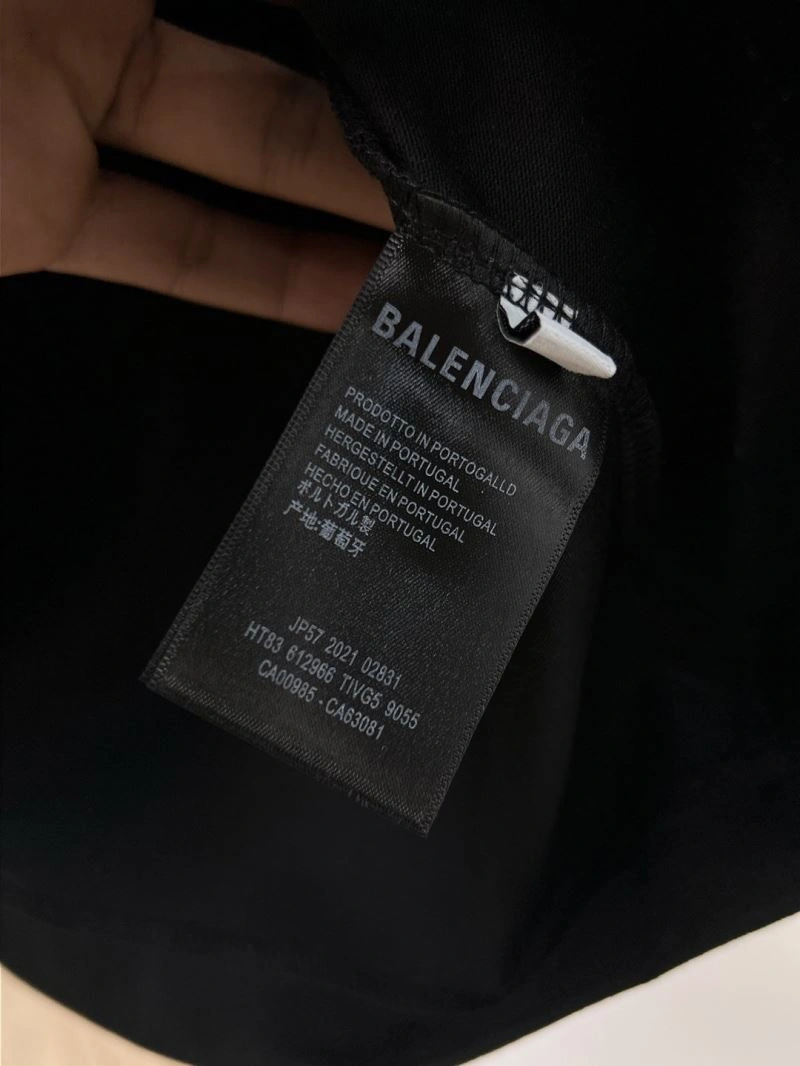 BALENCIAGA
PRODOTTO IN PORTOGALLD
MADE IN PORTUGAL
HERGESTELLT IN PORTUGAL
FABRIQUE EN PORTUGAL
HECHO EN PORTUGAL
ポルトガル製
产地:葡萄牙
JP57 2021 02831
HT83 612966 TIVG5 9055
CA00985 - CA63081